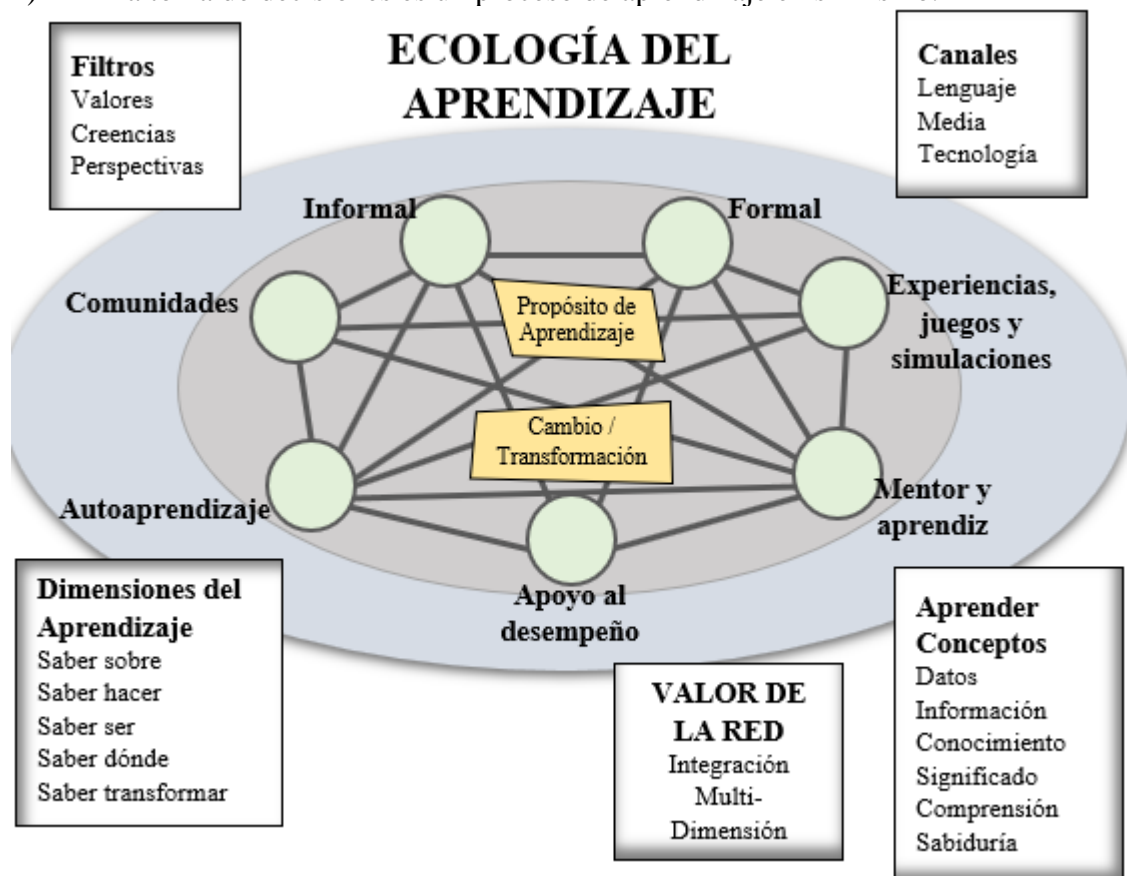 ECOLOGÍA DEL
APRENDIZAJE
Filtros
Valores
Creencias
Perspectivas
Canales
Lenguaje
Media
Tecnología
Informal
Formal
Comunidades
Experiencias,
juegos y
simulaciones
Propósito de
Aprendizaje
Cambio /
Transformación
Autoaprendizaje
Mentor y
aprendiz
Apoyo al
desempeño
Dimensiones del
Aprendizaje
Saber sobre
Saber hacer
Saber ser
Saber dónde
Saber transformar
VALOR DE
LA RED
Integración
Multi-
Dimensión
Aprender
Conceptos
Datos
Información
Conocimiento
Significado
Comprensión
Sabiduría